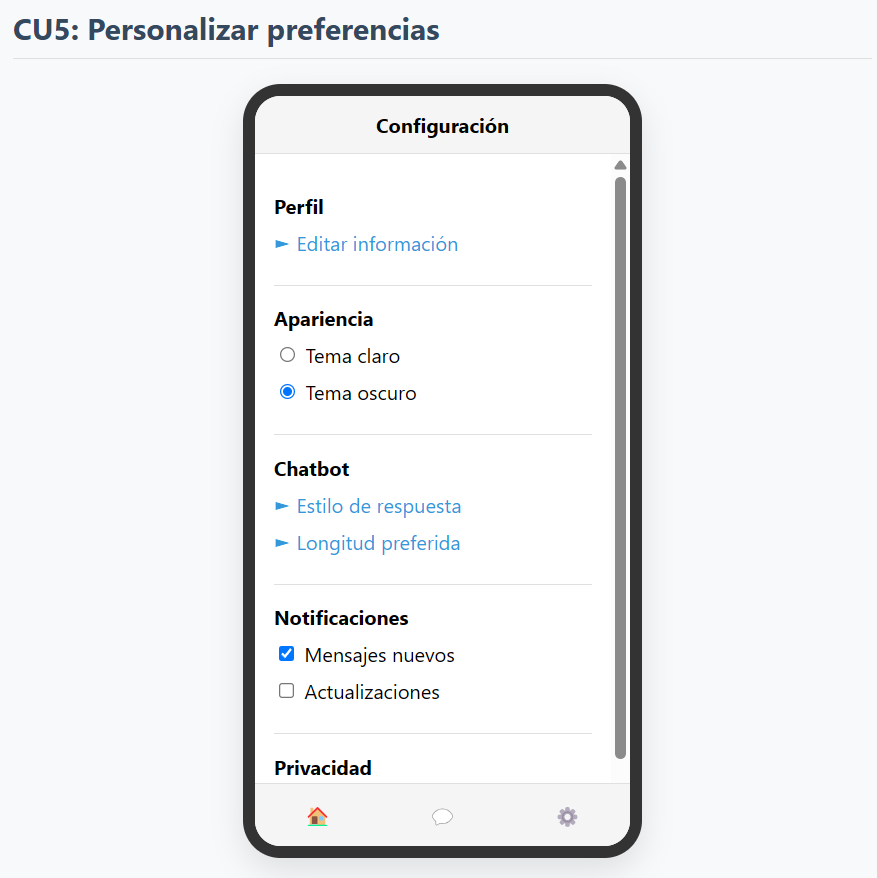 CU5: Personalizar preferencias
Configuración
Perfil
► Editar información
Apariencia
Tema claro
Tema oscuro
Chatbot
► Estilo de respuesta
► Longitud preferida
Notificaciones
Mensajes nuevos
Actualizaciones
Privacidad